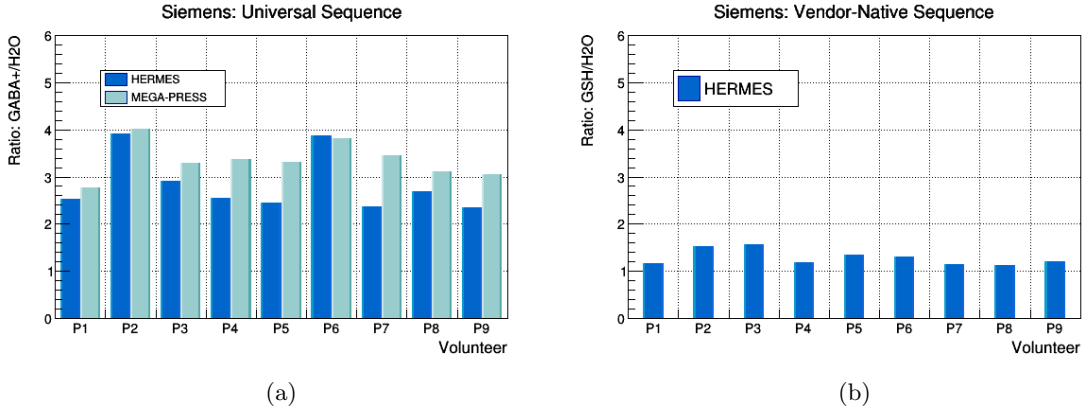 Siemens: Universal Sequence
Ratio: GABA+/H2O
6
5
4
3
2
1
0
HERMES
MEGA-PRESS
P1 P2 P3 P4 P5 P6 P7 P8 P9
Volunteer
(a)
Siemens: Vendor-Native Sequence
Ratio: GSH/H2O
6
5
4
3
2
1
0
HERMES
P1 P2 P3 P4 P5 P6 P7 P8 P9
Volunteer
(b)